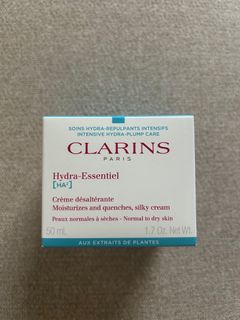 SOINS HYDRA-REPULPANTS INTENSIFS
INTENSIVE HYDRA-PLUMP CARE
CLARINS
PARIS
Hydra-Essentiel
[HA²]
Crème désaltérante
Moisturizes and quenches, silky cream
Peaux normales à sèches - Normal to dry skin
50 mL 1.7 Oz. Net Wt.
AUX EXTRAITS DE PLANTES